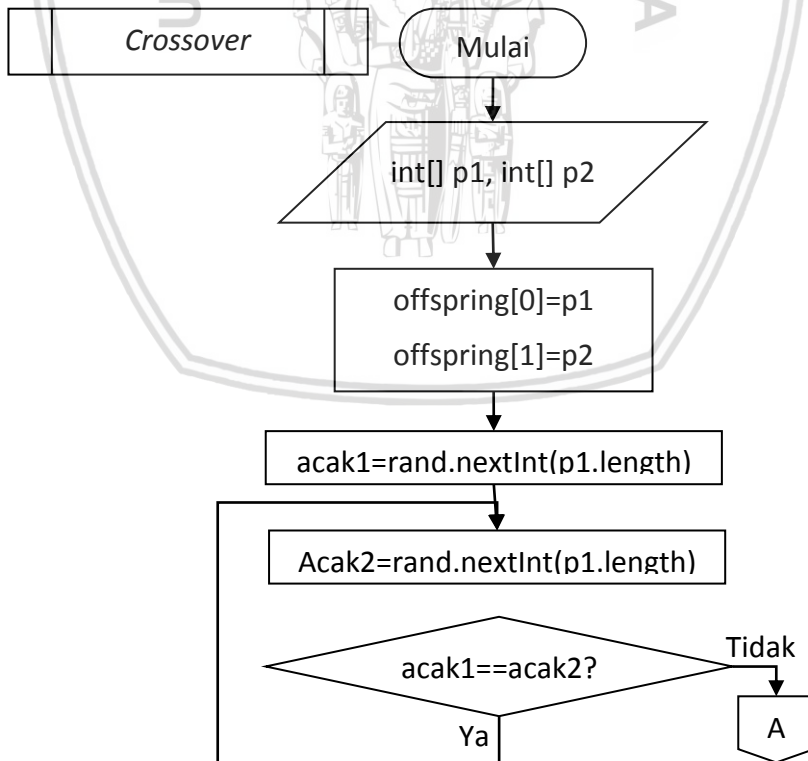 Crossover
Mulai
int[] p1, int[] p2
offspring[0]=p1
offspring[1]=p2
acak1=rand.nextInt(p1.length)
Acak2=rand.nextInt(p1.length)
acak1==acak2?
Tidak
A
Ya
U
A